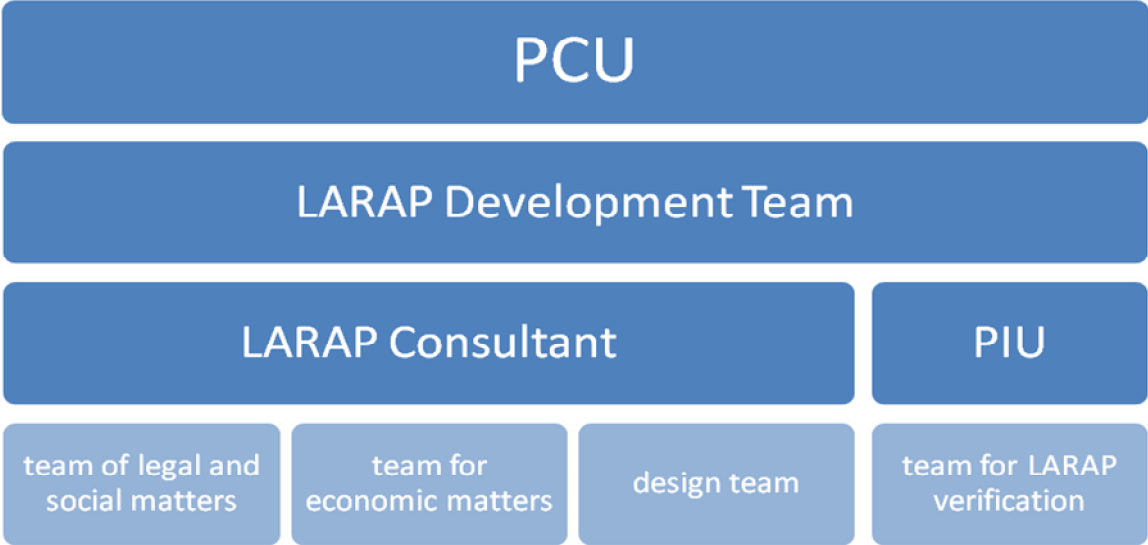 PCU
LARAP Development Team
LARAP Consultant
PIU
team of legal and
social matters
team for
economic matters
design team
team for LARAP
verification